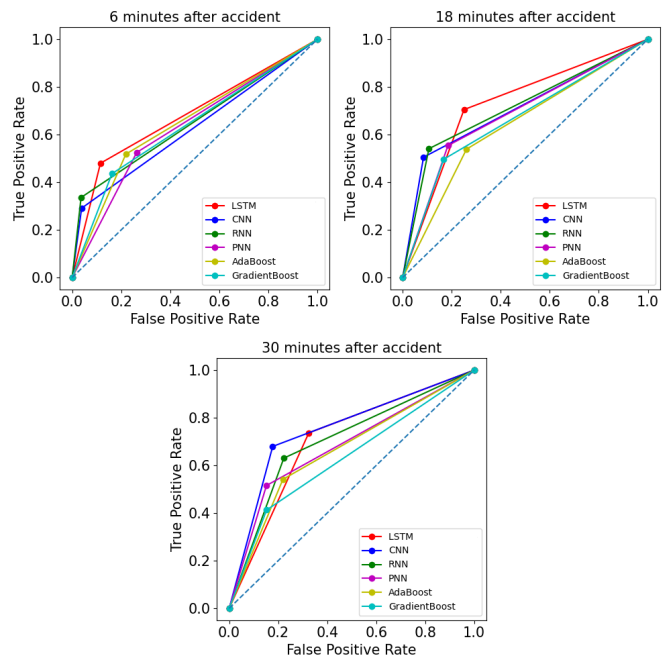 6 minutes after accident
True Positive Rate
1.0
0.8
0.6
0.4
0.2
0.0
LSTM
CNN
RNN
PNN
AdaBoost
GradientBoost
0.0 0.2 0.4 0.6 0.8 1.0
False Positive Rate
18 minutes after accident
True Positive Rate
1.0
0.8
0.6
0.4
0.2
0.0
LSTM
CNN
RNN
PNN
AdaBoost
GradientBoost
0.0 0.2 0.4 0.6 0.8 1.0
False Positive Rate
30 minutes after accident
True Positive Rate
1.0
0.8
0.6
0.4
0.2
0.0
LSTM
CNN
RNN
PNN
AdaBoost
GradientBoost
0.0 0.2 0.4 0.6 0.8 1.0
False Positive Rate